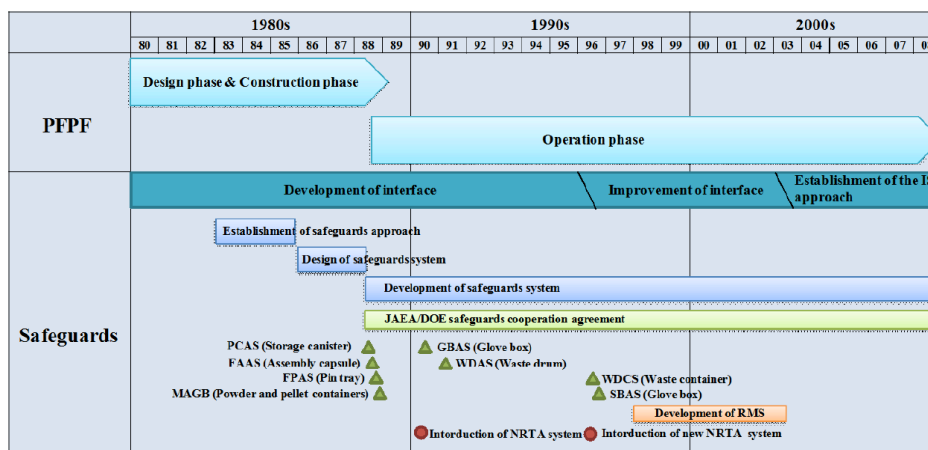 1980s 1990s 2000s
80 81 82 83 84 85 86 87 88 89 90 91 92 93 94 95 96 97 98 99 00 01 02 03 04 05 06 07 08
Design phase & Construction phase
PFPF
Operation phase
Development of interface Improvement of interface Establishment of the IS
approach
Establishment of safeguards approach
Design of safeguards system
Development of safeguards system
Safeguards
JAEA/DOE safeguards cooperation agreement
PCAS (Storage canister) GBAS (Glove box)
FAAS (Assembly capsule) WDAS (Waste drum)
FPAS (Pin tray) WDCS (Waste container)
MAGB (Powder and pellet containers) SBAS (Glove box)
Development of RMS
Intorduction of NRTA system Intorduction of new NRTA system